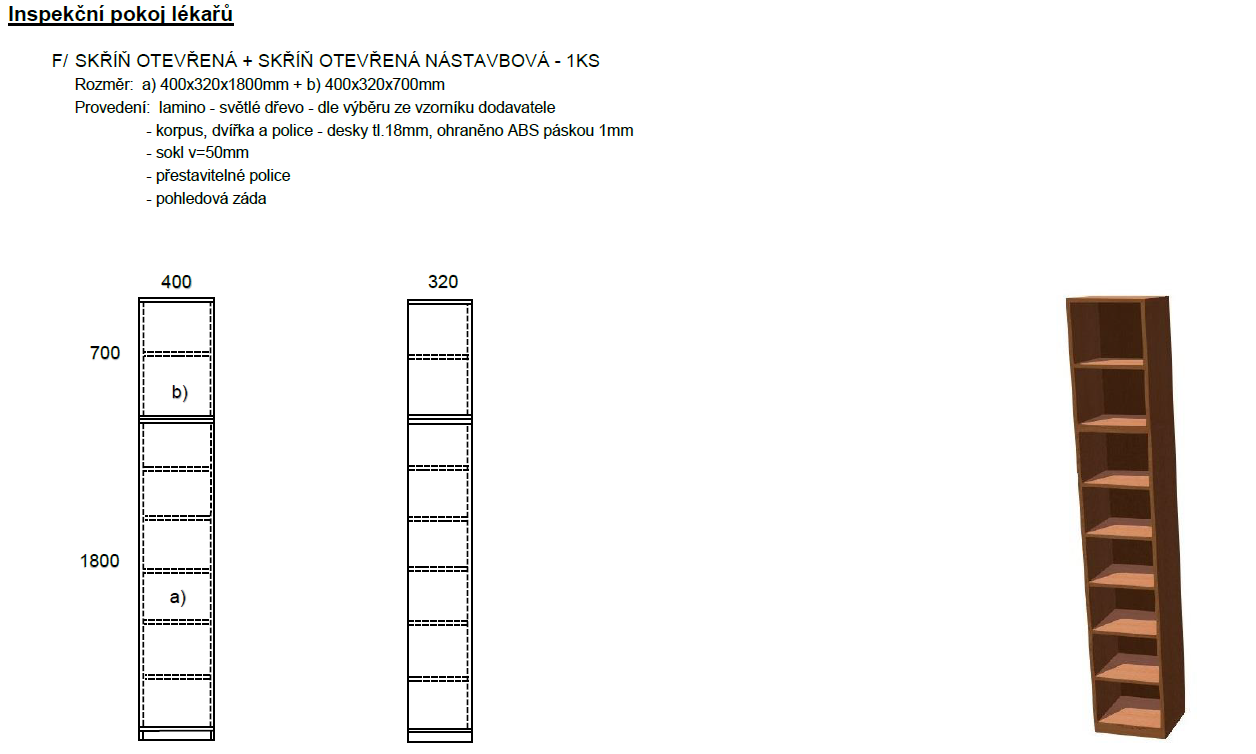 Inspekční pokoj lékařů
F/ SKŘÍŇ OTEVŘENÁ + SKŘÍŇ OTEVŘENÁ NÁSTAVBOVÁ - 1KS
Rozměr: a) 400x320x1800mm + b) 400x320x700mm
Provedení: lamino - světlé dřevo - dle výběru ze vzorníku dodavatele
- korpus, dvířka a police - desky tl.18mm, ohraněno ABS páskou 1mm
- sokl v=50mm
- přestavitelné police
- pohledová záda
400
320
700
b)
1800
a)